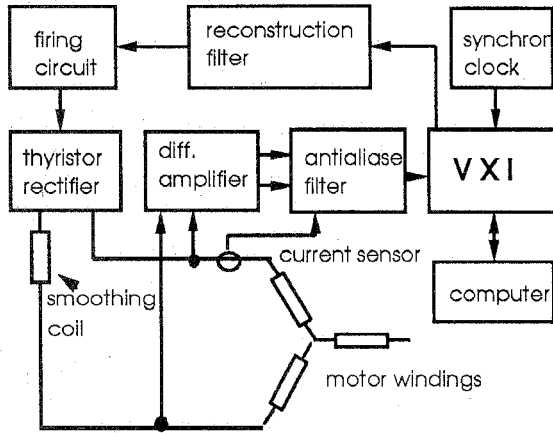 firing
circuit
reconstruction
filter
synchron
clock
thyristor
rectifier
diff.
amplifier
antialiase
filter
VXI
current sensor
smoothing
coil
computer
motor windings